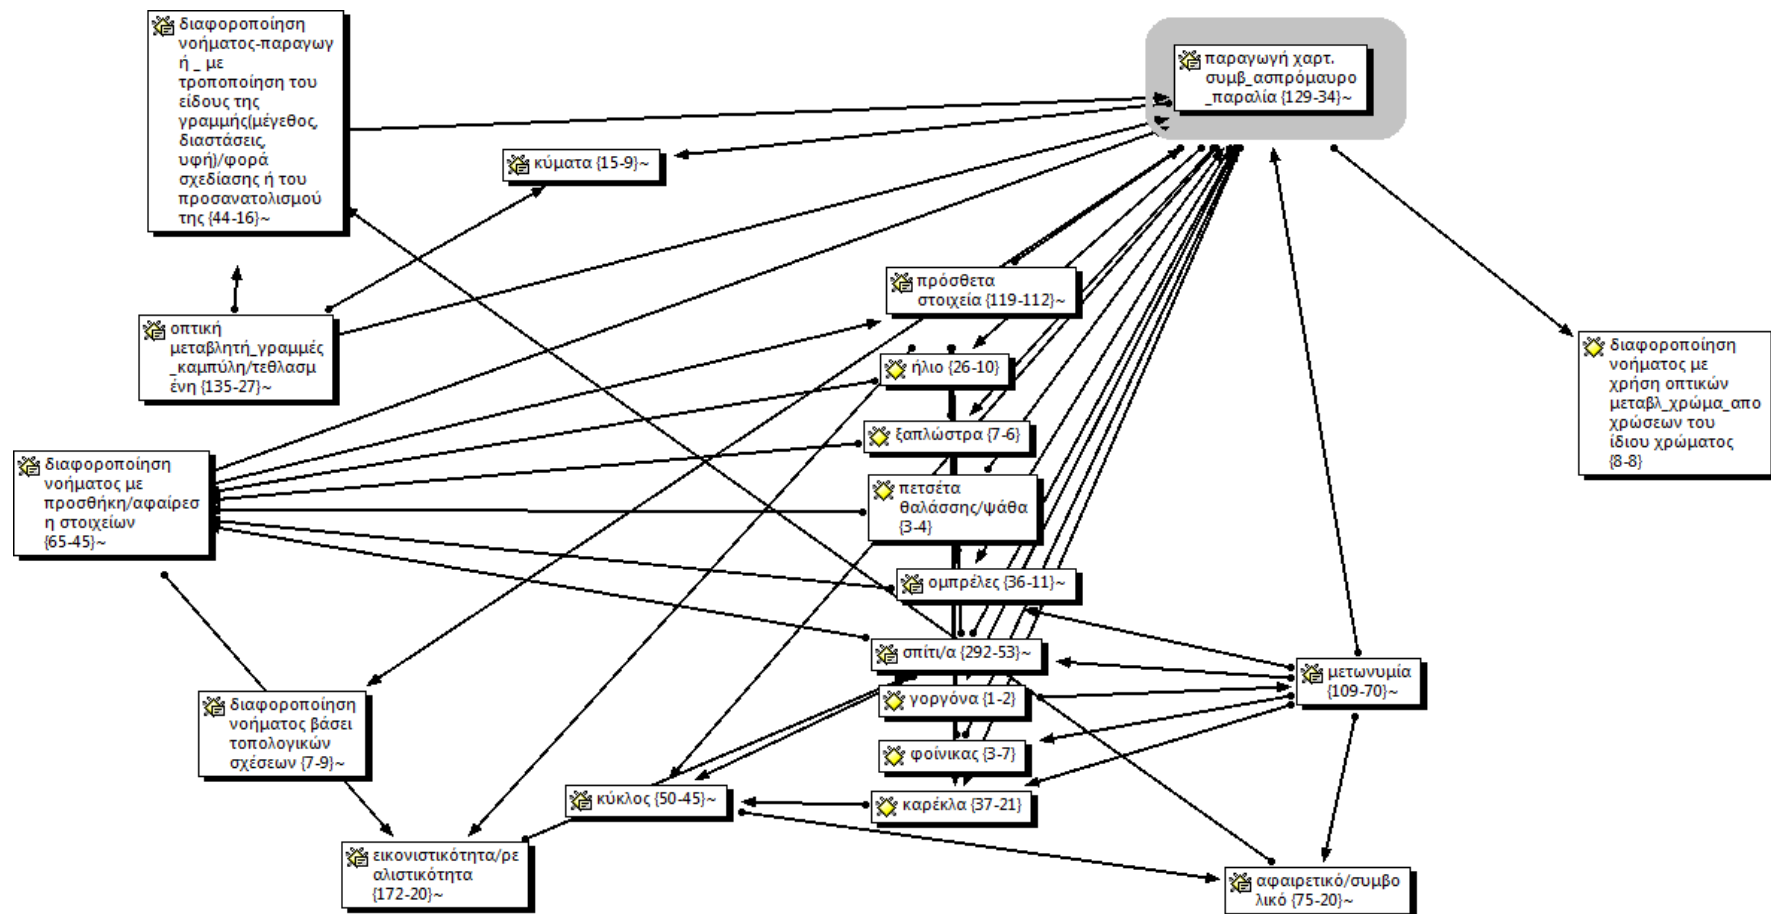 διαφοροποίηση
νοήματος-παραγωγ
ή _ με
τροποποίηση του
είδους της
γραμμής(μέγεθος,
διαστάσεις,
υφή)/φορά
σχεδίασης ή του
προσανατολισμού
της {44-16}~
παραγωγή χαρτ.
συμβ_ασπρόμαυρο
_παραλία {129-34}~
κύματα {15-9}~
πρόσθετα
στοιχεία {119-112}~
οπτική
μεταβλητή_γραμμές
_καμπύλη/τεθλασμ
ένη {135-27}~
ήλιο {26-10}~
διαφοροποίηση
νοήματος με
χρήση οπτικών
μεταβλ_χρώμα_απο
χρώσεων του
ίδιου χρώματος
{8-8}
ξαπλώστρα {7-6}
διαφοροποίηση
νοήματος με
προσθήκη/αφαίρεσ
η στοιχείων
{65-45}~
πετσέτα
θαλάσσης/ψάθα
{3-4}
ομπρέλες {36-11}~
σπίτι/α {292-53}~
μετωνυμία
{109-70}~
γοργόνα {1-2}
διαφοροποίηση
νοήματος βάσει
τοπολογικών
σχέσεων {7-9}~
φοίνικας {3-7}
κύκλος {50-45}~
καρέκλα {37-21}
εικονιστικότητα/ρε
αλιστικότητα
{172-20}~
αφαιρετικό/συμβο
λικό {75-20}~